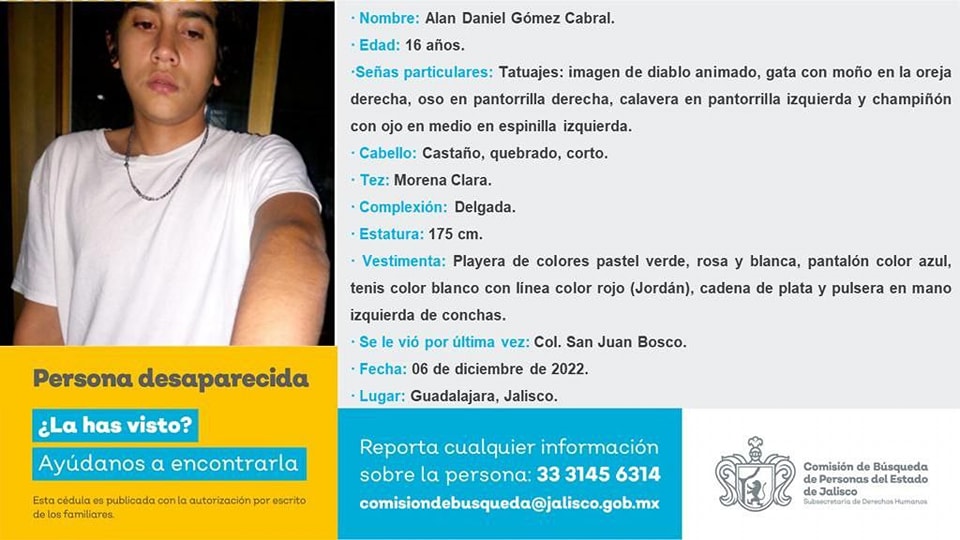 · Nombre: Alan Daniel Gómez Cabral.
· Edad: 16 años.
·Señas particulares: Tatuajes: imagen de diablo animado, gata con moño en la oreja
derecha, oso en pantorrilla derecha, calavera en pantorrilla izquierda y champiñón
con ojo en medio en espinilla izquierda.
· Cabello: Castaño, quebrado, corto.
· Tez: Morena Clara.
· Complexión: Delgada.
· Estatura: 175 cm.
· Vestimenta: Playera de colores pastel verde, rosa y blanca, pantalón color azul,
tenis color blanco con línea color rojo (Jordán), cadena de plata y pulsera en mano
izquierda de conchas.
· Se le vió por última vez: Col. San Juan Bosco.
· Fecha: 06 de diciembre de 2022.
· Lugar: Guadalajara, Jalisco.
Persona desaparecida
¿La has visto?
Ayúdanos a encontrarla
Esta cédula es publicada con la autorización por escrito
de los familiares.
Reporta cualquier información
sobre la persona: 33 3145 6314
comisiondebusqueda@jalisco.gob.mx
Comisión de Búsqueda
de Personas del Estado
de Jalisco
Subsecretaría de Derechos Humanos